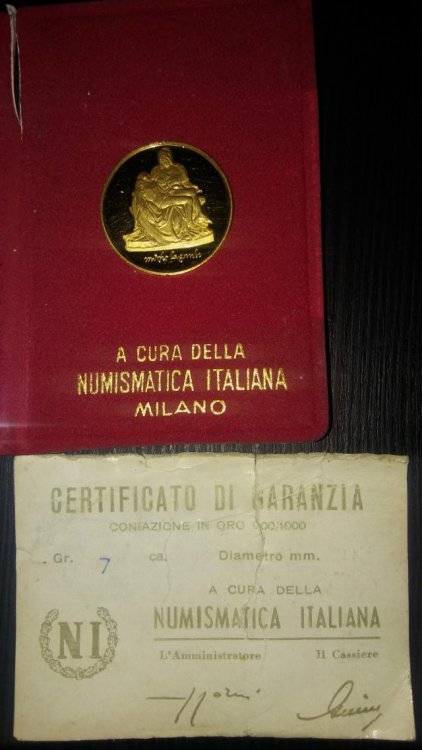 A CURA DELLA
NUMISMATICA ITALIANA
MILANO
CERTIFICATO DI GARANZIA
CONIAZIONE IN ORO 900/1000
Gr. 7 ca. Diametro mm.
A CURA DELLA
NI
NUMISMATICA ITALIANA
L'Amministratore Il Cassiere